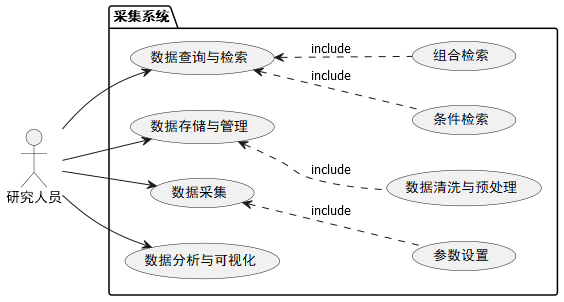 采集系统
数据查询与检索
include
组合检索
include
条件检索
数据存储与管理
include
数据清洗与预处理
研究人员
数据采集
include
参数设置
数据分析与可视化